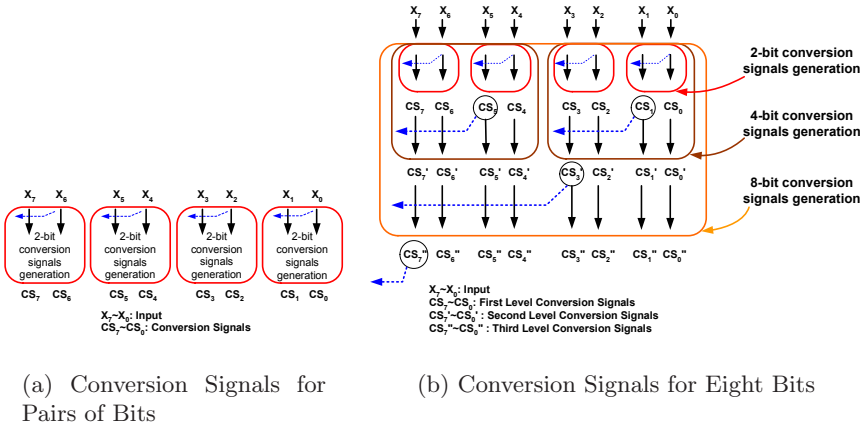 X7 X6 X5 X4 X3 X2 X1 X0
2-bit conversion
signals generation
CS7 CS6 CS5 CS4 CS3 CS2 CS1 CS0
4-bit conversion
signals generation
CS7' CS6' CS5' CS4' CS3' CS2' CS1' CS0'
8-bit conversion
signals generation
CS7" CS6" CS5" CS4" CS3" CS2" CS1" CS0"
X7~X0: Input
CS7~CS0: First Level Conversion Signals
CS7'~CS0' : Second Level Conversion Signals
CS7"~CS0" : Third Level Conversion Signals
X7 X6 X5 X4 X3 X2 X1 X0
2-bit 2-bit 2-bit 2-bit
conversion conversion conversion conversion
signals signals signals signals
generation generation generation generation
CS7 CS6 CS5 CS4 CS3 CS2 CS1 CS0
X7~X0: Input
CS7~CS0: Conversion Signals
(a) Conversion Signals for
Pairs of Bits
(b) Conversion Signals for Eight Bits